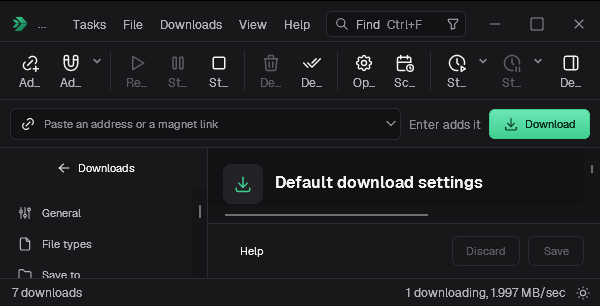 ... Tasks File Downloads View Help Find Ctrl+F
Ad... Ad... Re... St... St... De... De... Op... Sc... St... St... De...
Paste an address or a magnet link Enter adds it Download
Downloads
Default download settings
General
File types
Save to
Help Discard Save
7 downloads 1 downloading, 1.997 MB/sec